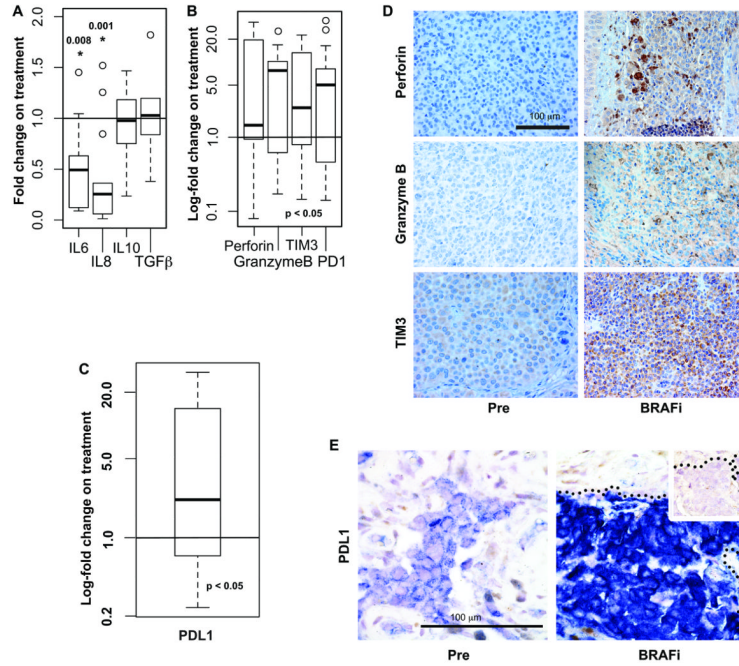 A
Fold change on treatment
2.0
1.5
1.0
0.5
0.0
0.008
*
0.001
*
IL6
IL8
IL10
TGFβ
B
Log-fold change on treatment
20.0
5.0
1.0
0.1
p < 0.05
Perforin
TIM3
GranzymeB
PD1
C
Log-fold change on treatment
20.0
5.0
1.0
0.2
p < 0.05
PDL1
D
Perforin
100 μm
Granzyme B
TIM3
Pre
BRAFi
E
PDL1
100 μm
Pre
BRAFi